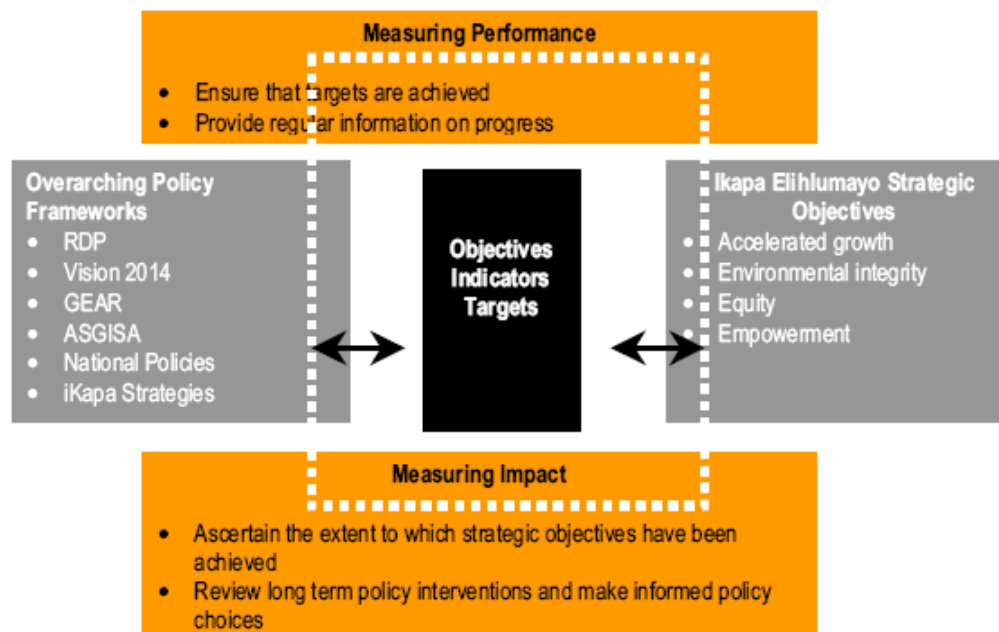 Measuring Performance
• Ensure that targets are achieved
• Provide regular information on progress
Overarching Policy
Frameworks
• RDP
• Vision 2014
• GEAR
• ASGISA
• National Policies
• iKapa Strategies
Objectives
Indicators
Targets
Ikapa Elihlumayo Strategic
Objectives
• Accelerated growth
• Environmental integrity
• Equity
• Empowerment
Measuring Impact
• Ascertain the extent to which strategic objectives have been
achieved
• Review long term policy interventions and make informed policy
choices